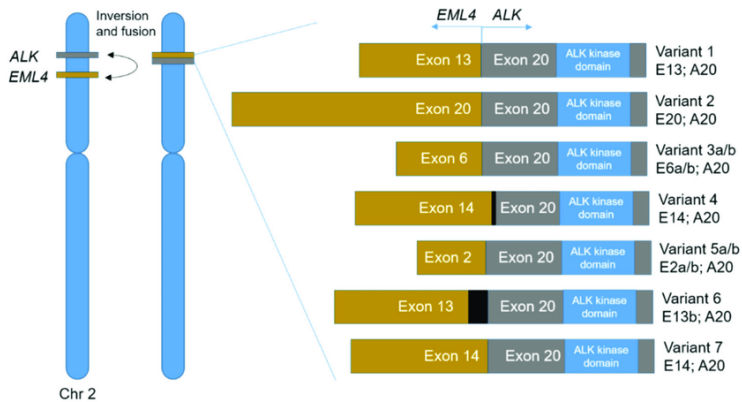 Inversion
and fusion
ALK
EML4
Chr 2
EML4 ALK
Exon 13 Exon 20 ALK kinase
domain
Variant 1
E13; A20
Exon 20 Exon 20 ALK kinase
domain
Variant 2
E20; A20
Exon 6 Exon 20 ALK kinase
domain
Variant 3a/b
E6a/b; A20
Exon 14 Exon 20 ALK kinase
domain
Variant 4
E14; A20
Exon 2 Exon 20 ALK kinase
domain
Variant 5a/b
E2a/b; A20
Exon 13 Exon 20 ALK kinase
domain
Variant 6
E13b; A20
Exon 14 Exon 20 ALK kinase
domain
Variant 7
E14; A20